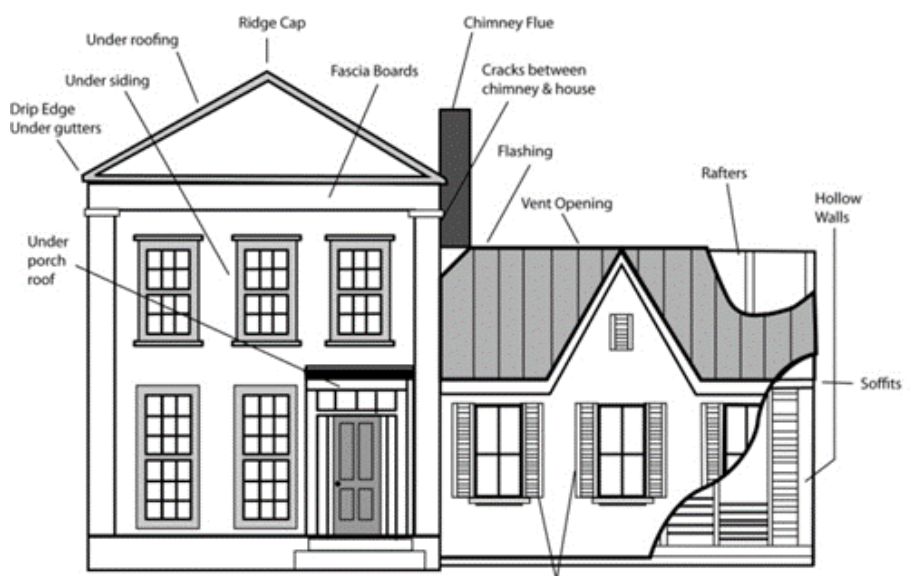 Ridge Cap
Chimney Flue
Under roofing
Fascia Boards
Cracks between
chimney & house
Under siding
Drip Edge
Under gutters
Flashing
Rafters
Vent Opening
Hollow
Walls
Under
porch
roof
Soffits